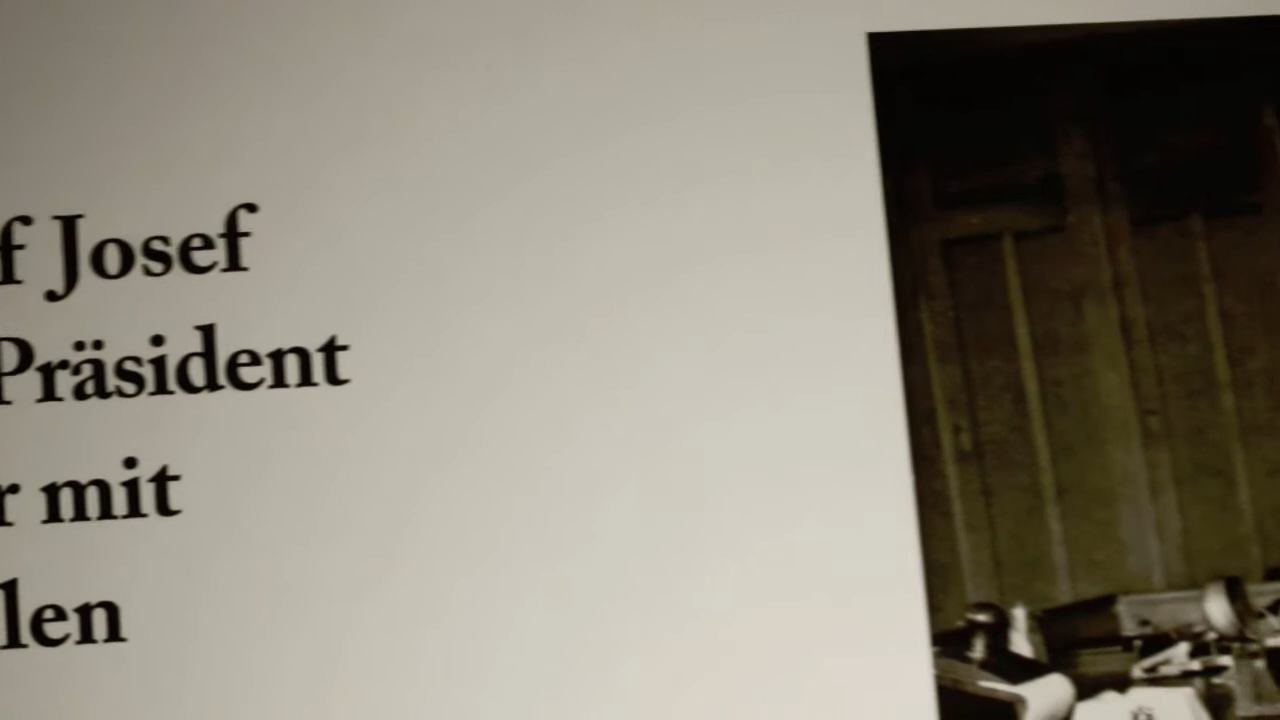 f Josef
Präsident
r mit
len